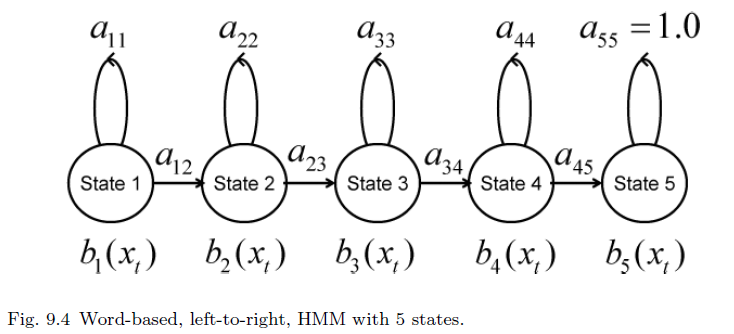 a₁₁ a₂₂ a₃₃ a₄₄ a₅₅ = 1.0
a₁₂ a₂₃ a₃₄ a₄₅
State 1 State 2 State 3 State 4 State 5
b₁(xₜ) b₂(xₜ) b₃(xₜ) b₄(xₜ) b₅(xₜ)
Fig. 9.4 Word-based, left-to-right, HMM with 5 states.